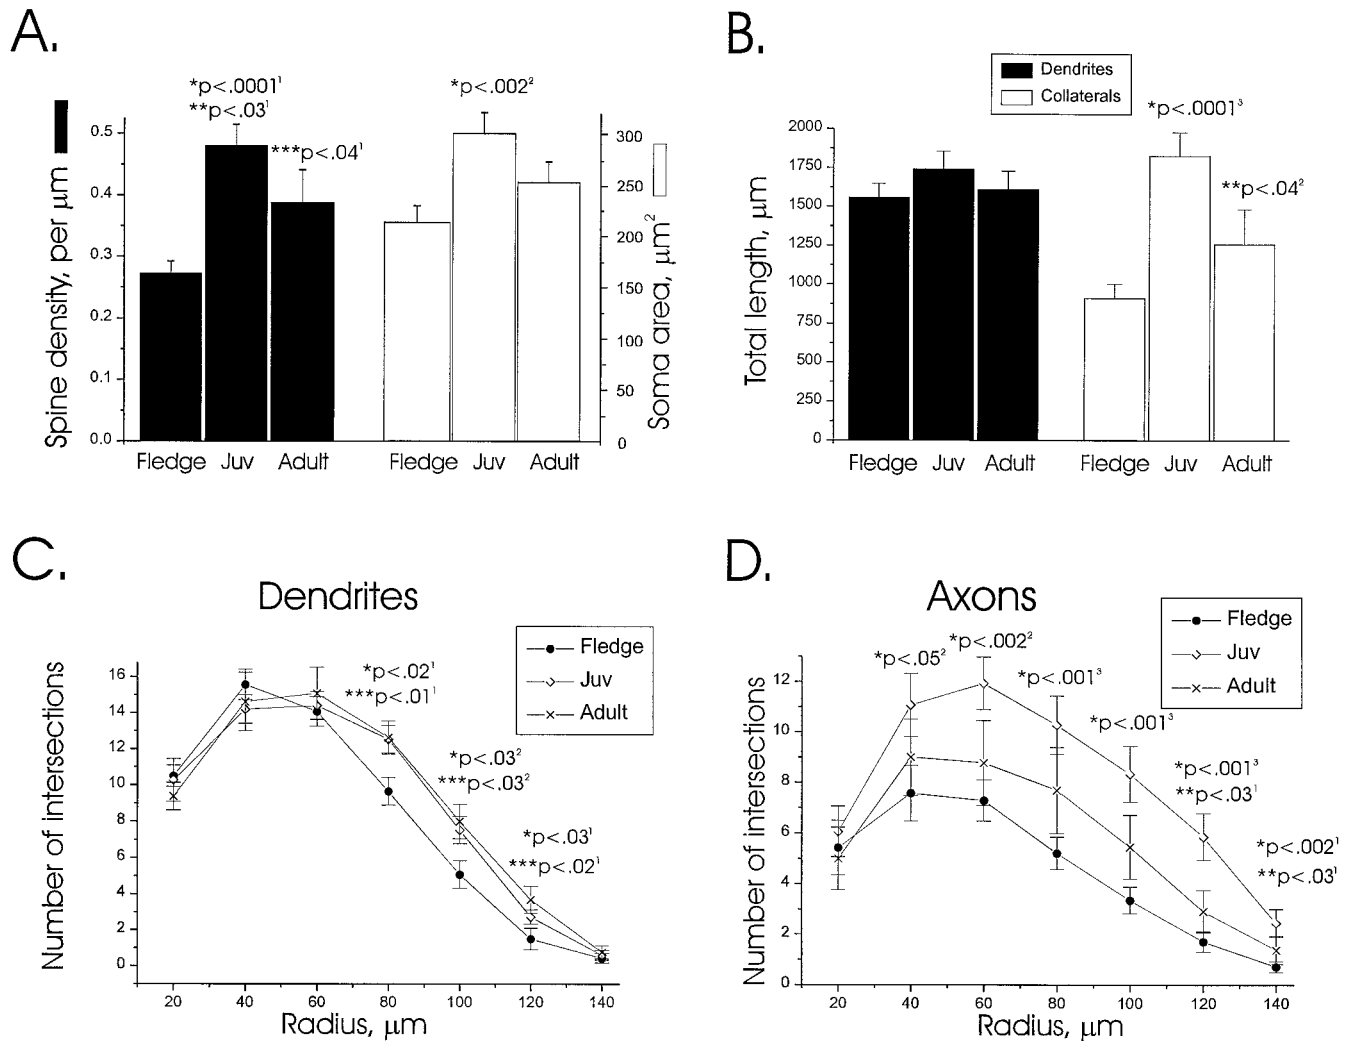 A.
*p<.0001¹
**p<.03¹
***p<.04¹
*p<.002²
Spine density, per μm
0.5
0.4
0.3
0.2
0.1
0.0
300
250
200
150
100
50
0
Soma area, μm²
Fledge Juv Adult
Fledge Juv Adult
B.
Dendrites
Collaterals
*p<.0001³
**p<.04²
Total length, μm
2000
1750
1500
1250
1000
750
500
250
0
Fledge Juv Adult
Fledge Juv Adult
C.
Dendrites
Fledge
Juv
Adult
*p<.02¹
***p<.01¹
*p<.03²
***p<.03²
*p<.03¹
***p<.02¹
Number of intersections
16
14
12
10
8
6
4
2
0
20 40 60 80 100 120 140
Radius, μm
D.
Axons
Fledge
Juv
Adult
*p<.05²
*p<.002²
*p<.001³
*p<.001³
*p<.001³
**p<.03¹
*p<.002¹
**p<.03¹
Number of intersections
12
10
8
6
4
2
0
20 40 60 80 100 120 140
Radius, μm